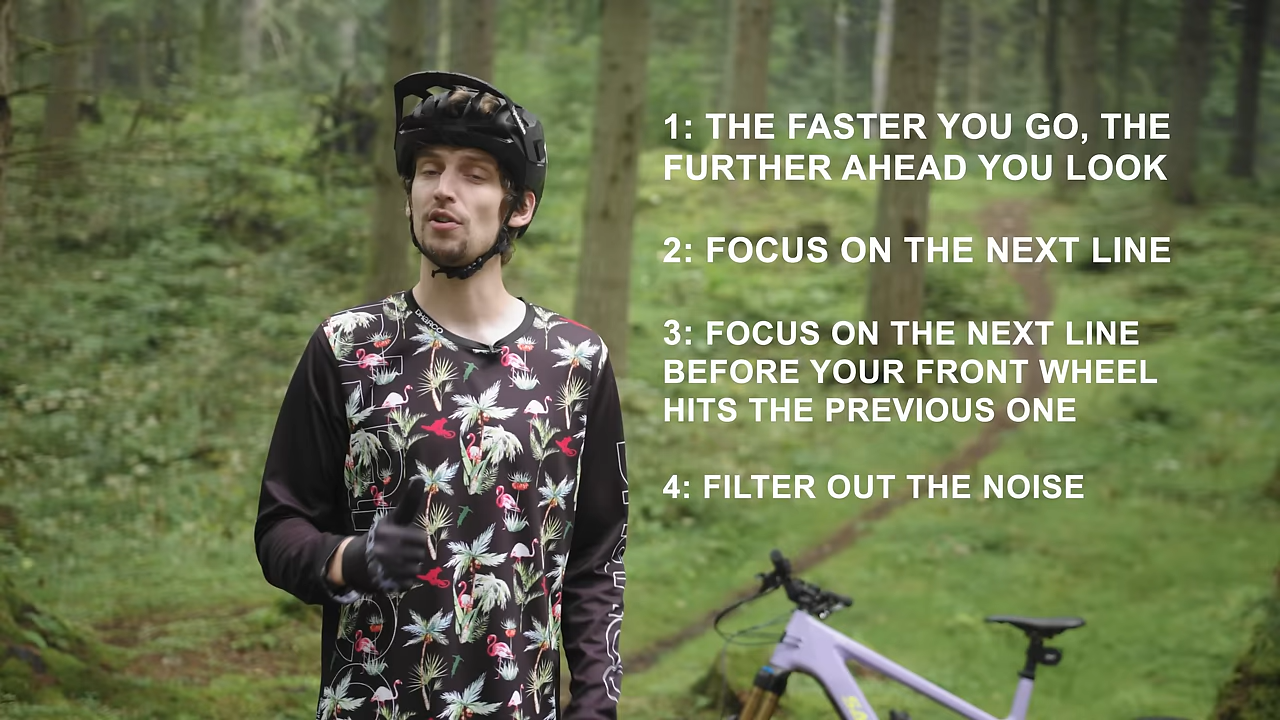 1: THE FASTER YOU GO, THE
FURTHER AHEAD YOU LOOK
2: FOCUS ON THE NEXT LINE
3: FOCUS ON THE NEXT LINE
BEFORE YOUR FRONT WHEEL
HITS THE PREVIOUS ONE
4: FILTER OUT THE NOISE
DHaRCO